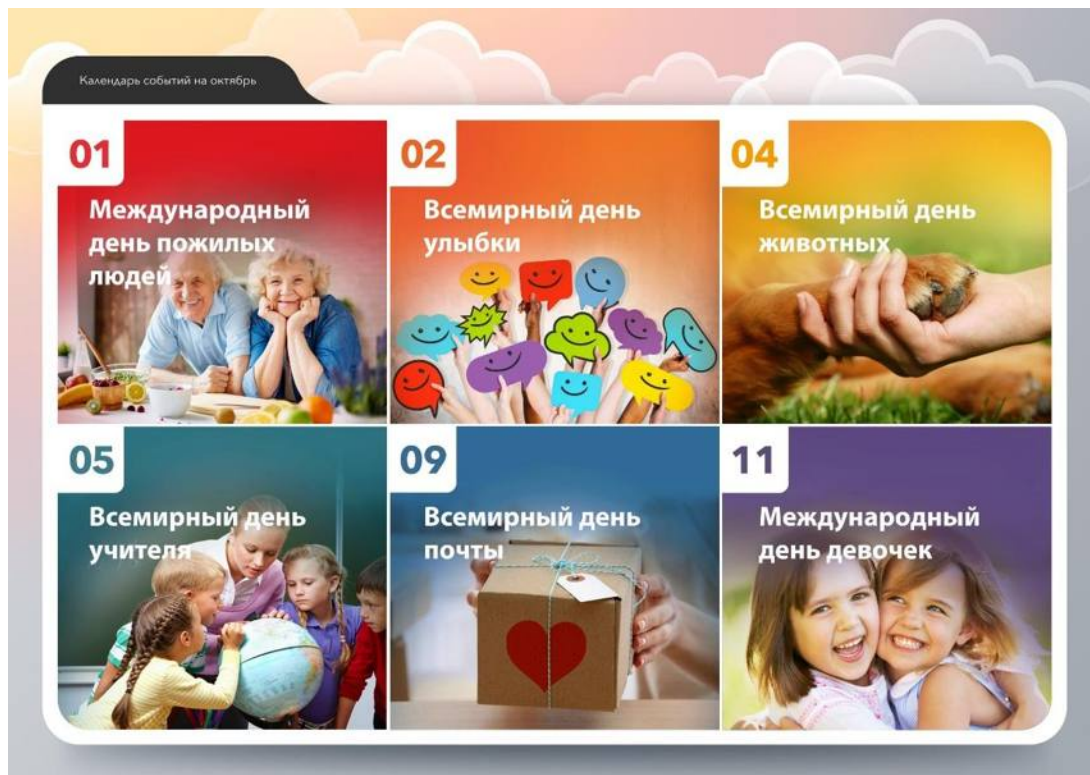 Календарь событий на октябрь
01
Международный
день пожилых
людей
02
Всемирный день
улыбки
04
Всемирный день
животных
05
Всемирный день
учителя
09
Всемирный день
почты
11
Международный
день девочек